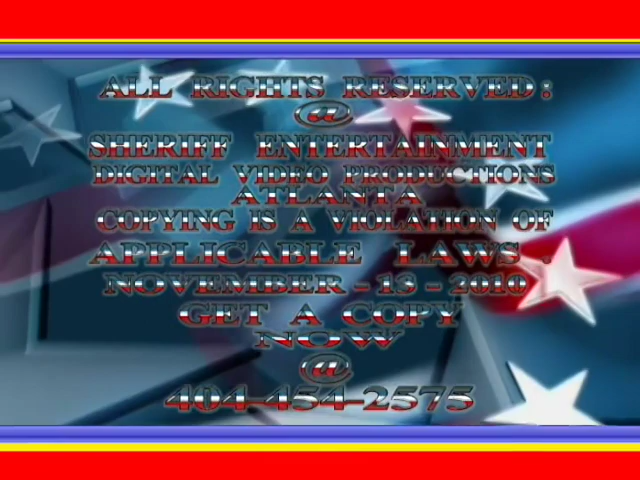 ALL RIGHTS RESERVED :
@
SHERIFF ENTERTAINMENT
DIGITAL VIDEO PRODUCTIONS
ATLANTA
COPYING IS A VIOLATION OF
APPLICABLE LAWS .
NOVEMBER - 13 - 2010
GET A COPY
NOW
@
404-454-2575